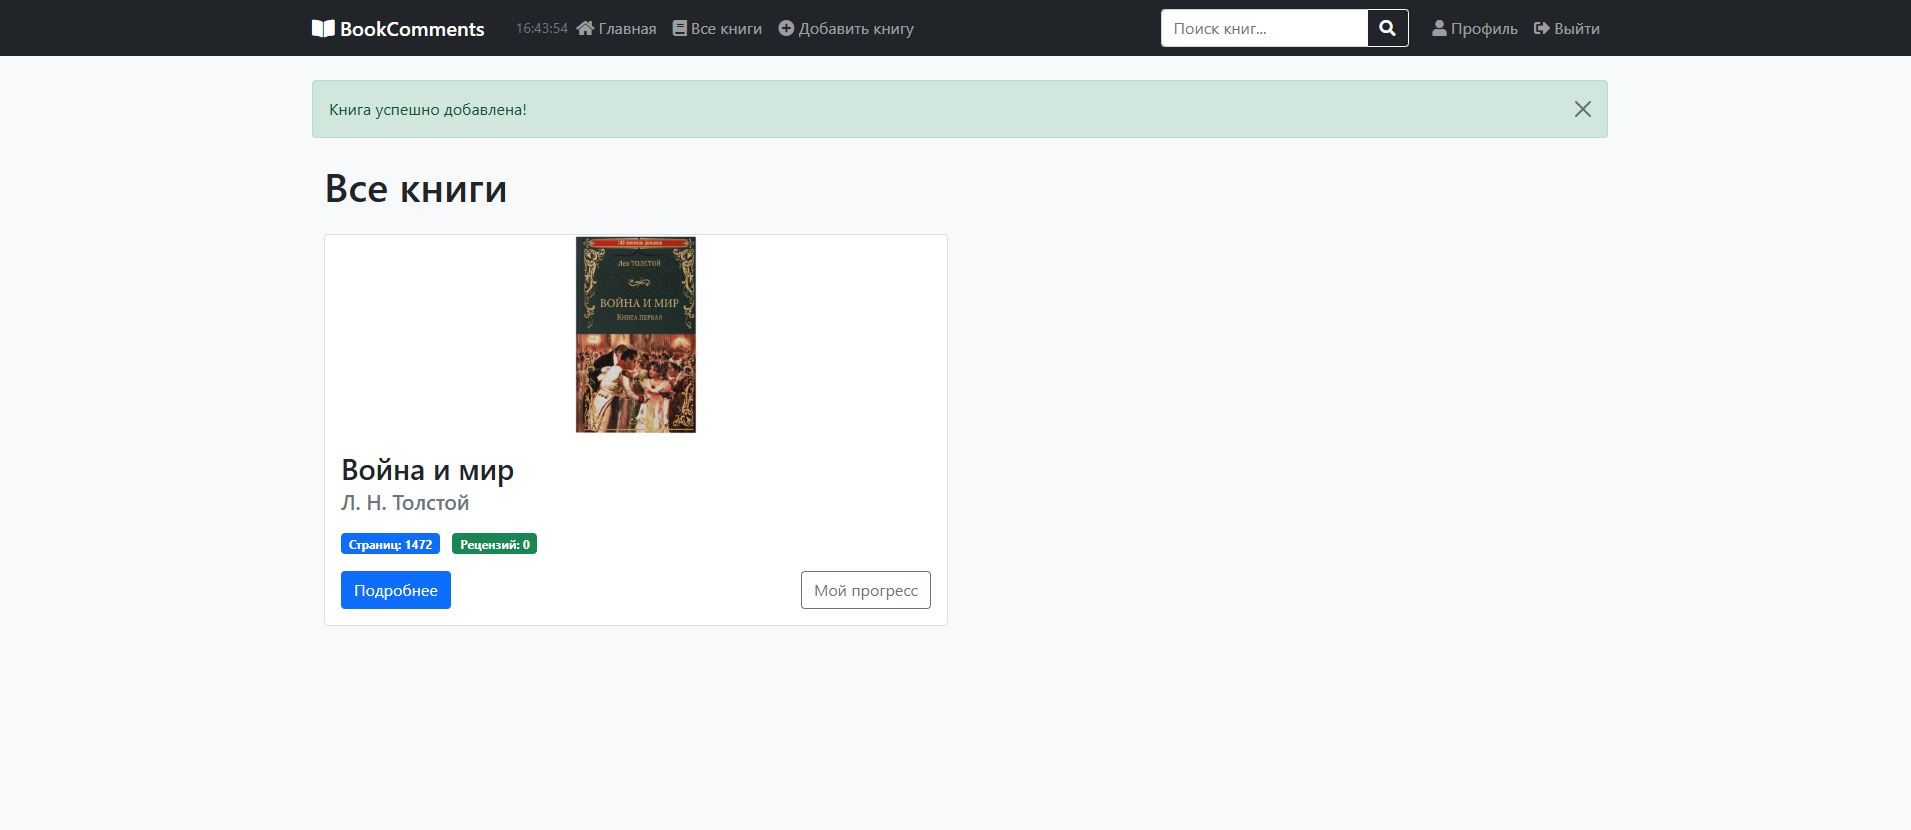 BookComments 16:43:54 Главная Все книги Добавить книгу Поиск книг... Профиль Выйти
Книга успешно добавлена!
Все книги
Лев ТОЛСТОЙ
ВОЙНА И МИР
Книга первая
Война и мир
Л. Н. Толстой
Страниц: 1472 Рецензий: 0
Подробнее Мой прогресс